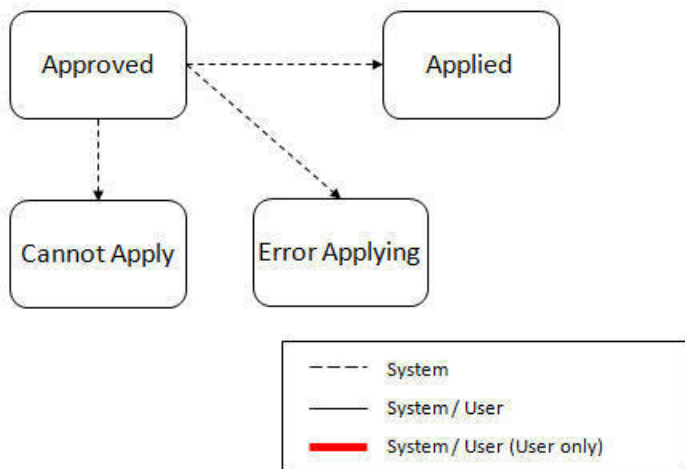 Approved
Applied
Cannot Apply
Error Applying
System
System / User
System / User (User only)